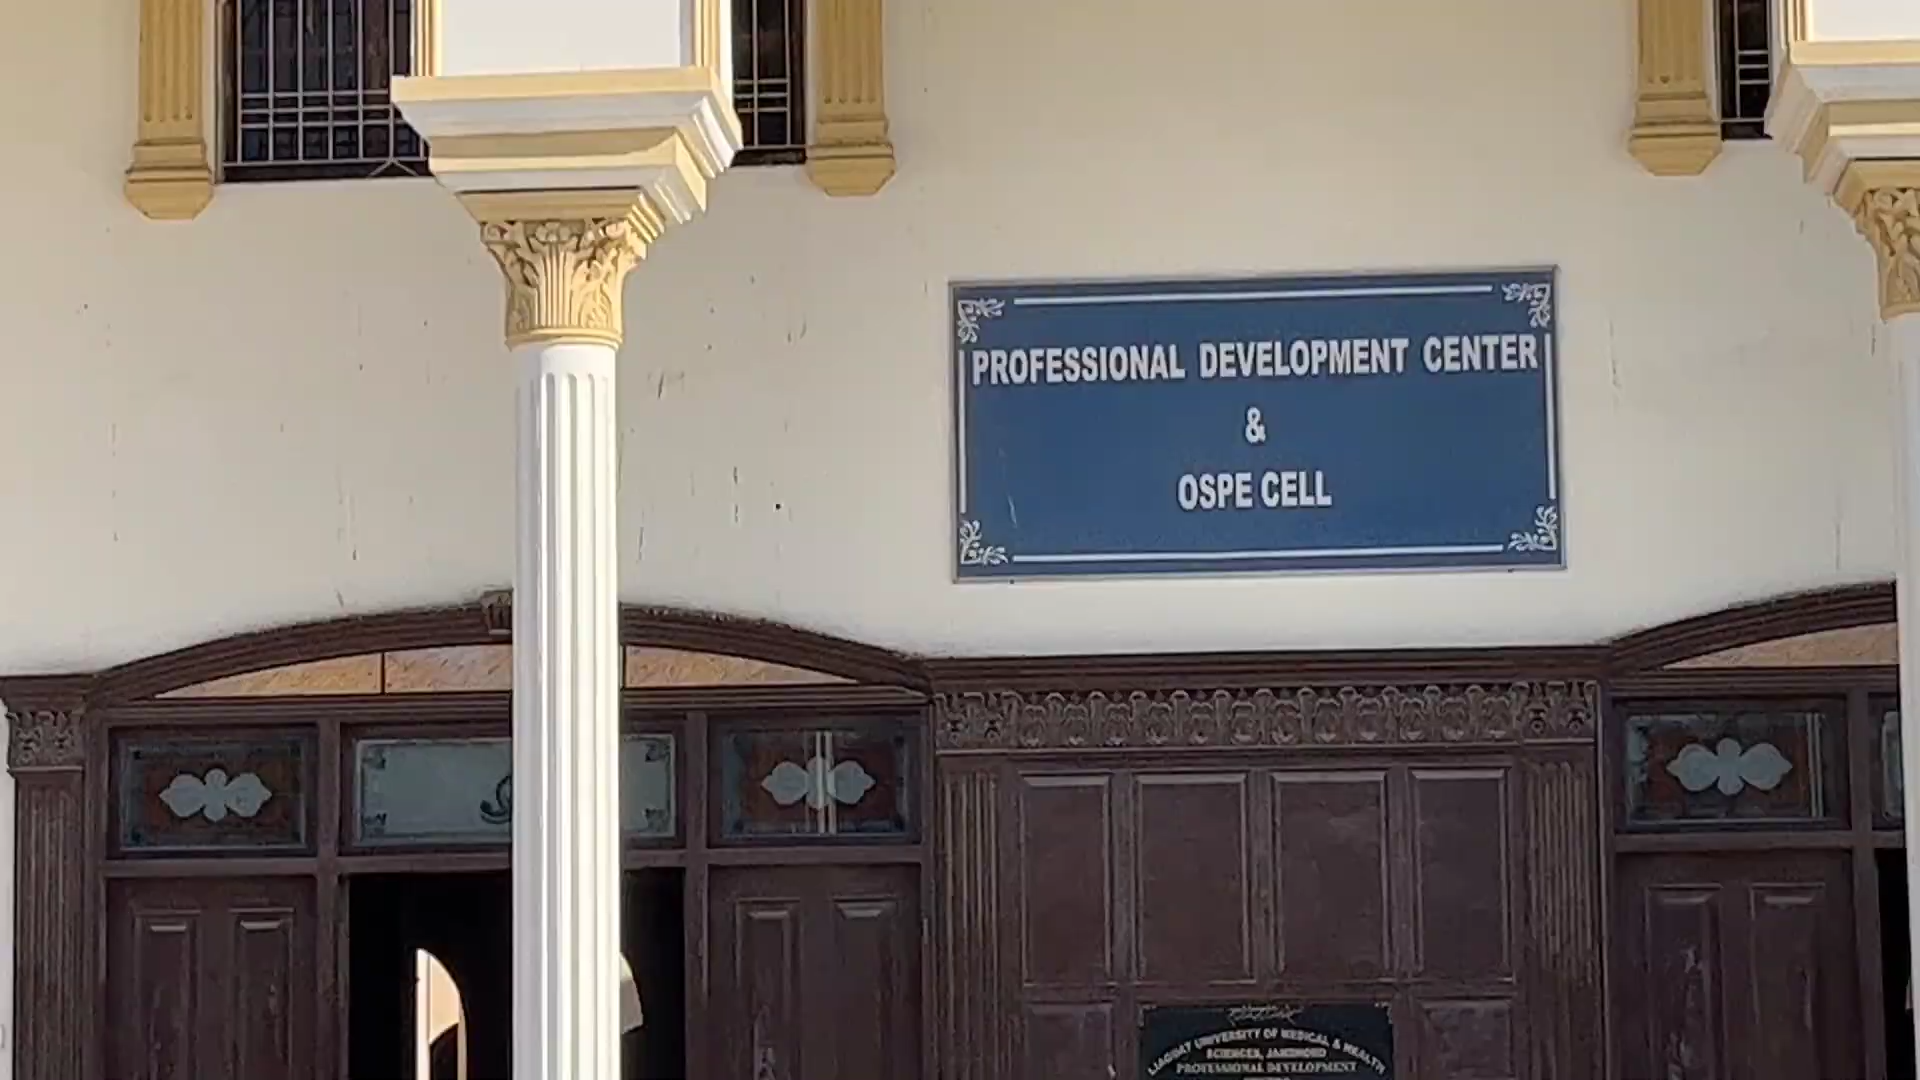 PROFESSIONAL DEVELOPMENT CENTER
&
OSPE CELL
LIAQUAT UNIVERSITY OF MEDICAL & HEALTH
SCIENCES, JAMSHORO
PROFESSIONAL DEVELOPMENT